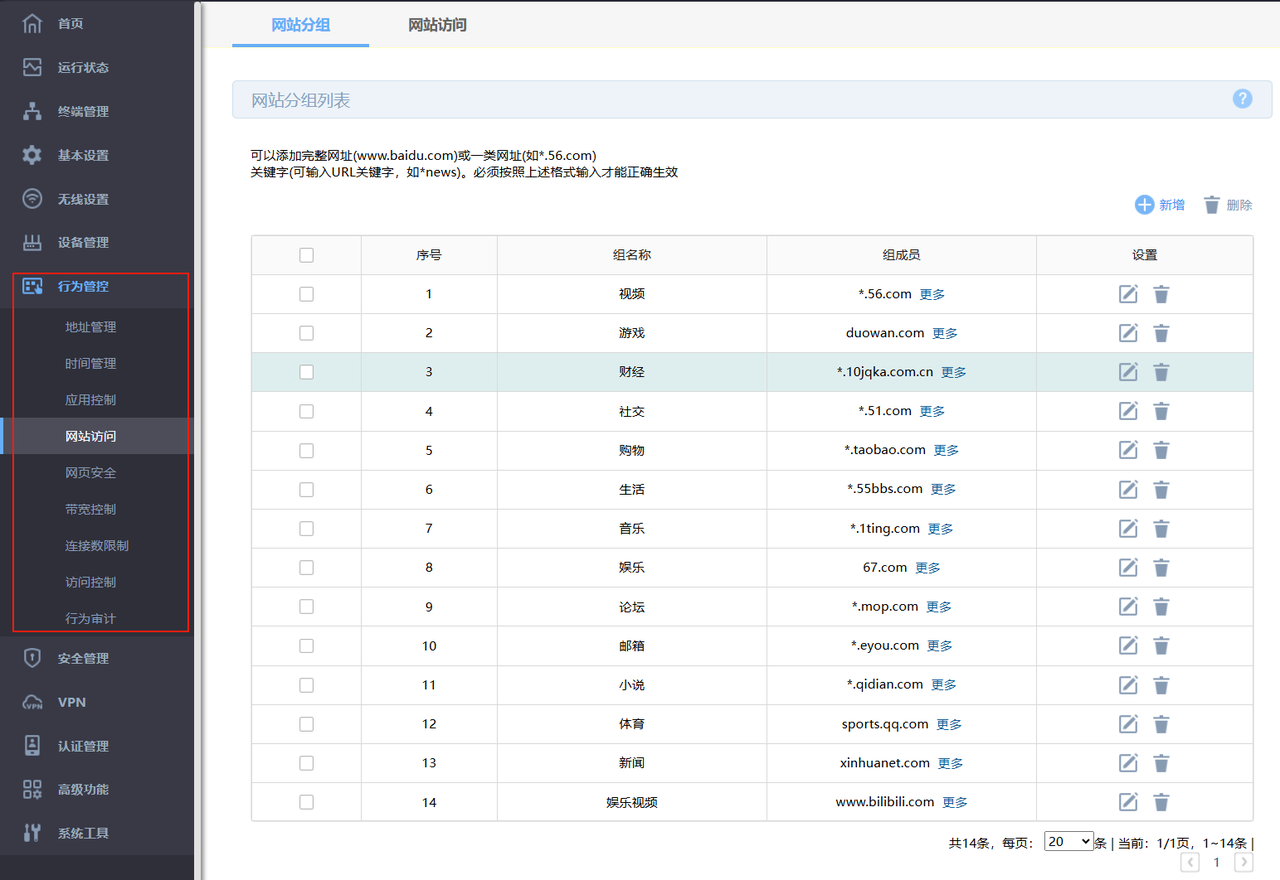 首页
运行状态
终端管理
基本设置
无线设置
设备管理
行为管控
地址管理
时间管理
应用控制
网站访问
网页安全
带宽控制
连接数限制
访问控制
行为审计
安全管理
VPN
认证管理
高级功能
系统工具
网站分组 网站访问
网站分组列表 ?
可以添加完整网址(www.baidu.com)或一类网址(如*.56.com)
关键字(可输入URL关键字，如*news)。必须按照上述格式输入才能正确生效
新增 删除
序号 组名称 组成员 设置
1 视频 *.56.com 更多
2 游戏 duowan.com 更多
3 财经 *.10jqka.com.cn 更多
4 社交 *.51.com 更多
5 购物 *.taobao.com 更多
6 生活 *.55bbs.com 更多
7 音乐 *.1ting.com 更多
8 娱乐 67.com 更多
9 论坛 *.mop.com 更多
10 邮箱 *.eyou.com 更多
11 小说 *.qidian.com 更多
12 体育 sports.qq.com 更多
13 新闻 xinhuanet.com 更多
14 娱乐视频 www.bilibili.com 更多
共14条，每页： 20 条 | 当前：1/1页，1~14条 |
< 1 >